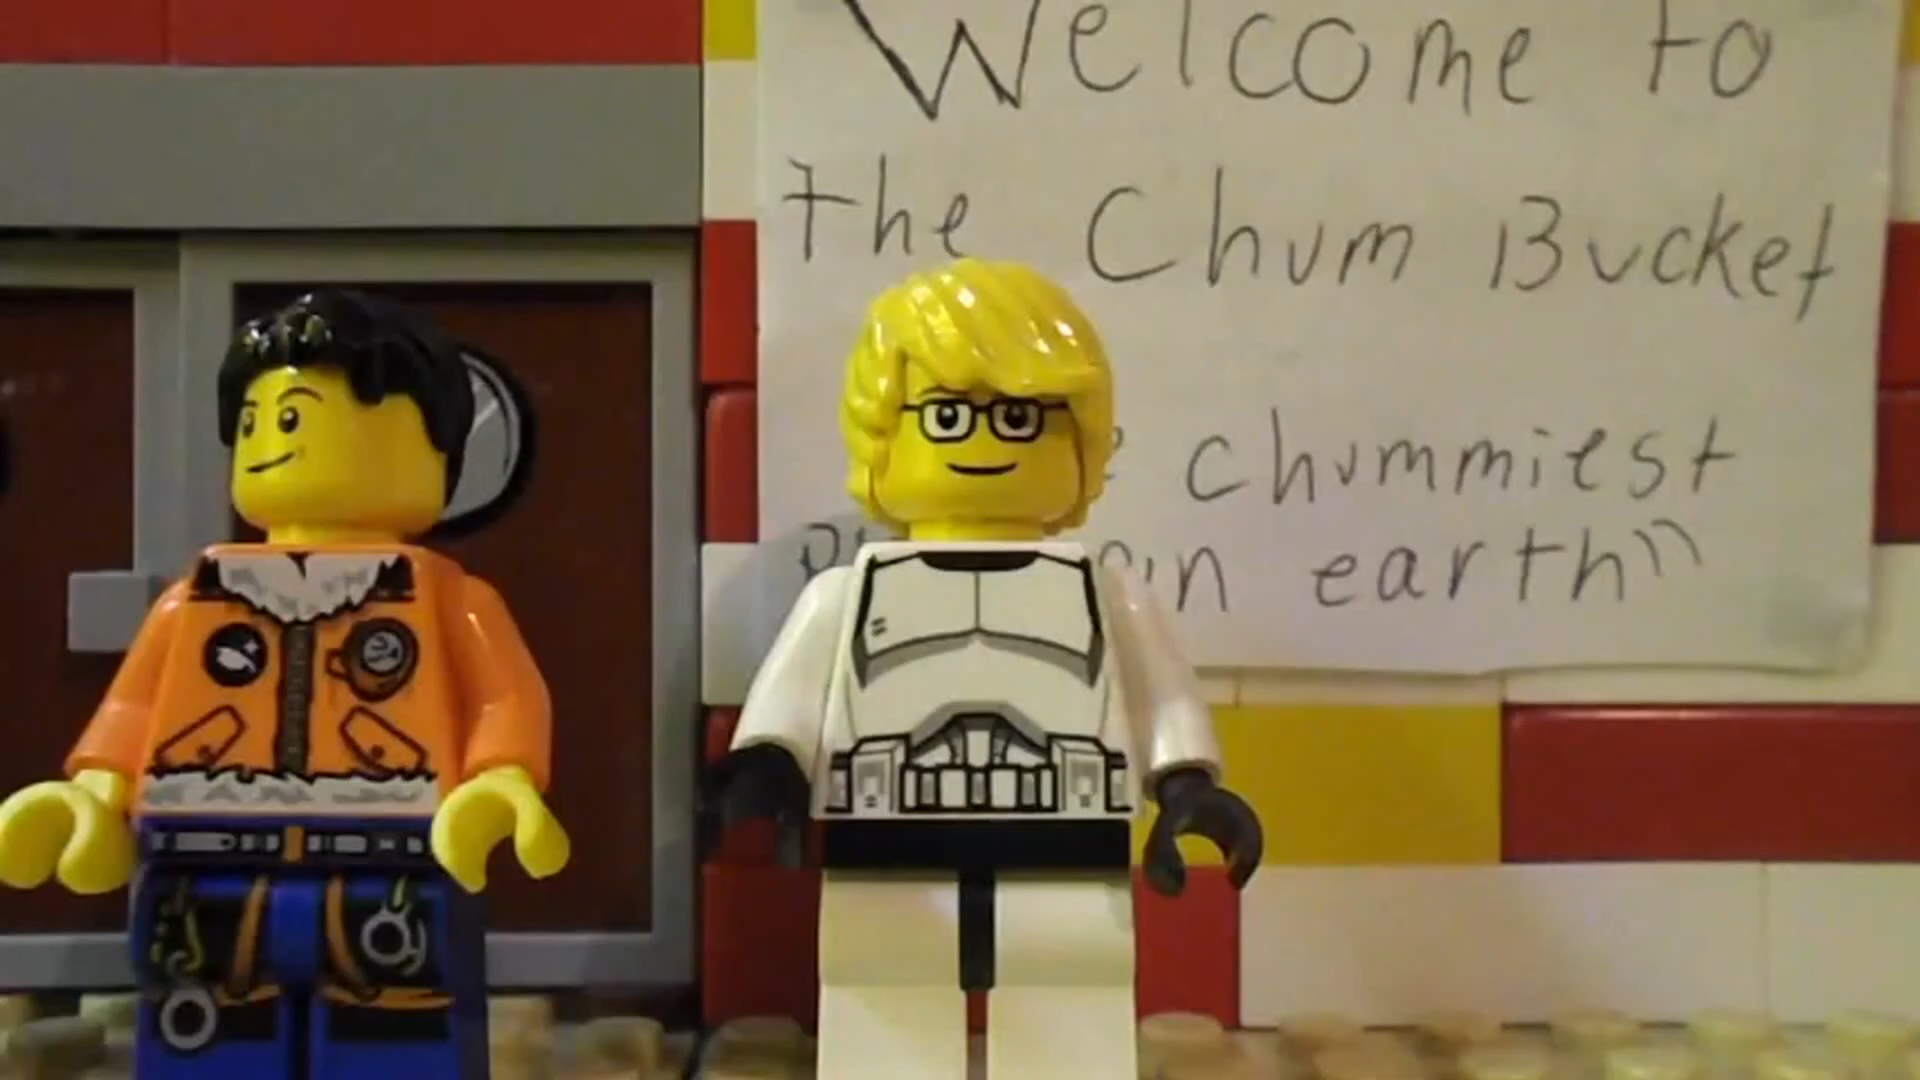 Welcome to
the Chum Bucket
chummiest
on earth"